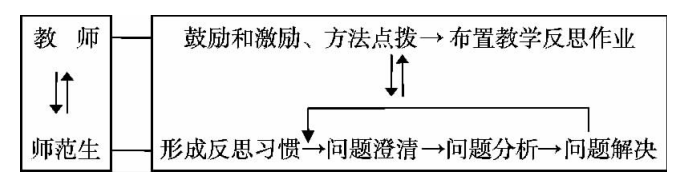 教 师
鼓励和激励、方法点拨→布置教学反思作业
师范生
形成反思习惯→问题澄清→问题分析→问题解决